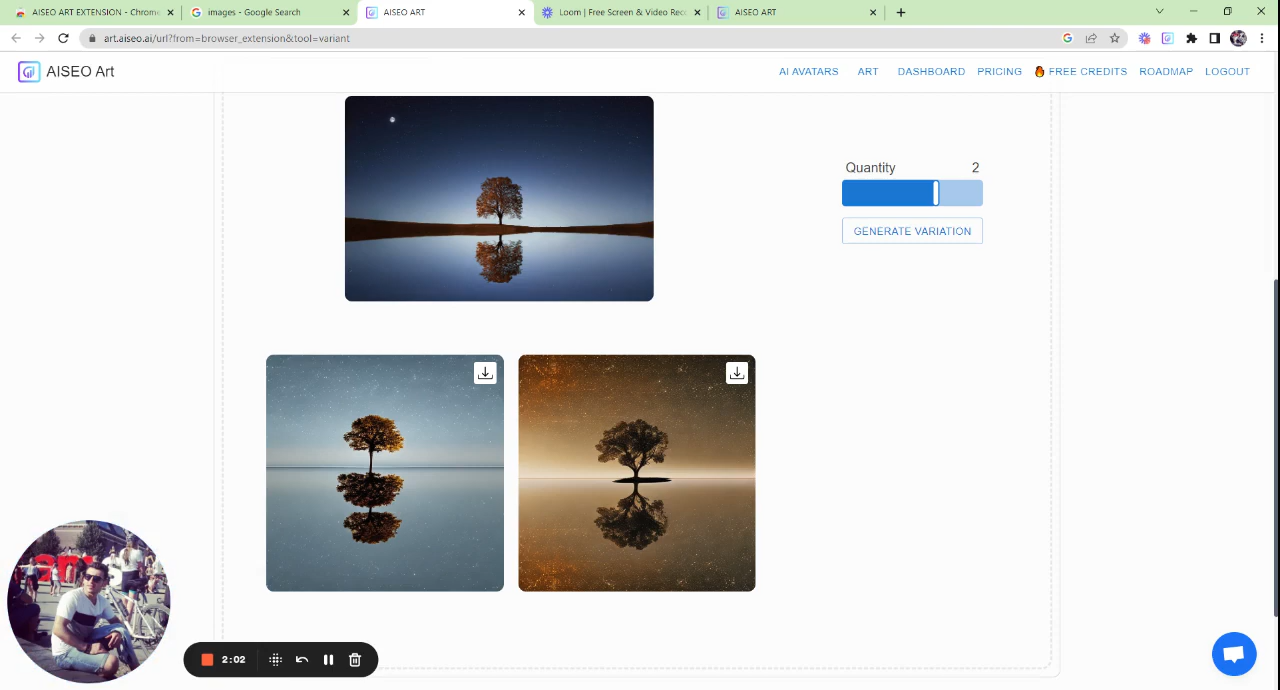 AISEO ART EXTENSION - Chrome
images - Google Search
AISEO ART
Loom | Free Screen & Video Rec
AISEO ART
art.aiseo.ai/url?from=browser_extension&tool=variant
AISEO Art
AI AVATARS
ART
DASHBOARD
PRICING
🔥 FREE CREDITS
ROADMAP
LOGOUT
Quantity 2
GENERATE VARIATION
2:02